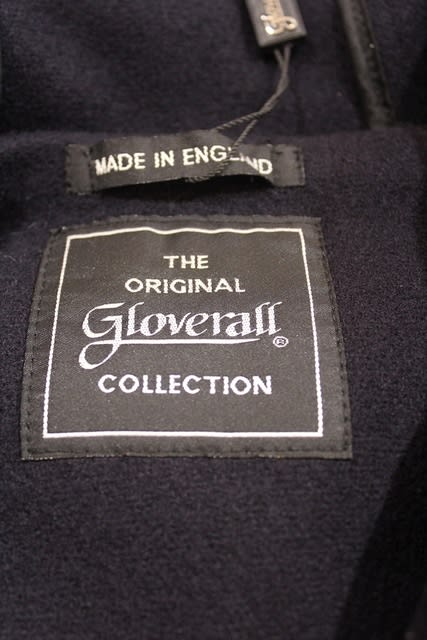 MADE IN ENGLAND
THE
ORIGINAL
Gloverall®
COLLECTION